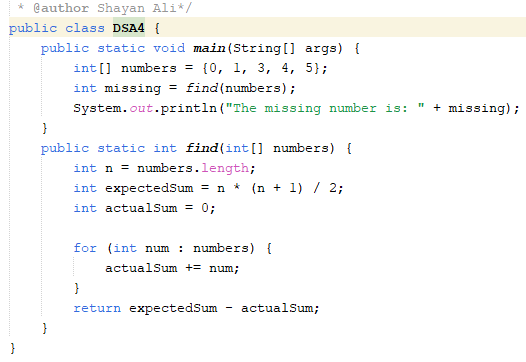 * @author Shayan Ali*/
public class DSA4 {
public static void main(String[] args) {
int[] numbers = {0, 1, 3, 4, 5};
int missing = find(numbers);
System.out.println("The missing number is: " + missing);
}
public static int find(int[] numbers) {
int n = numbers.length;
int expectedSum = n * (n + 1) / 2;
int actualSum = 0;
for (int num : numbers) {
actualSum += num;
}
return expectedSum - actualSum;
}
}